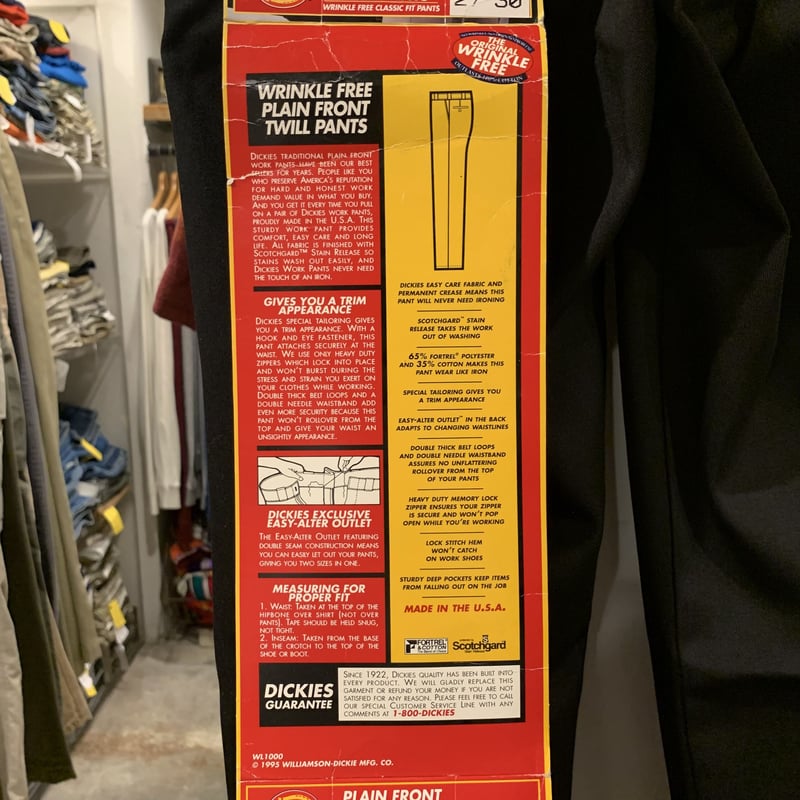 WRINKLE FREE CLASSIC FIT PANTS
30
THE
ORIGINAL
WRINKLE
FREE
WRINKLE FREE
PLAIN FRONT
TWILL PANTS
DICKIES TRADITIONAL PLAIN FRONT
WORK PANTS HAVE BEEN OUR BEST
SELLERS FOR YEARS. PEOPLE LIKE YOU
WHO PRESERVE AMERICA'S REPUTATION
FOR HARD AND HONEST WORK
DEMAND VALUE IN WHAT YOU BUY.
AND YOU GET IT EVERY TIME YOU PULL
ON A PAIR OF DICKIES WORK PANTS,
PROUDLY MADE IN THE U.S.A. THIS
STURDY WORK PANT PROVIDES
COMFORT, EASY CARE AND LONG
LIFE. ALL FABRIC IS FINISHED WITH
SCOTCHGARD™ STAIN RELEASE SO
STAINS WASH OUT EASILY, AND
DICKIES WORK PANTS NEVER NEED
THE TOUCH OF AN IRON.
GIVES YOU A TRIM
APPEARANCE
DICKIES SPECIAL TAILORING GIVES
YOU A TRIM APPEARANCE. WITH A
HOOK AND EYE FASTENER, THIS
PANT ATTACHES SECURELY AT THE
WAIST. WE USE ONLY HEAVY DUTY
ZIPPERS WHICH LOCK INTO PLACE
AND WON'T BURST DURING THE
STRESS AND STRAIN YOU EXERT ON
YOUR CLOTHES WHILE WORKING.
DOUBLE THICK BELT LOOPS AND A
DOUBLE NEEDLE WAISTBAND ADD
EVEN MORE SECURITY BECAUSE THIS
PANT WON'T ROLLOVER FROM THE
TOP AND GIVE YOUR WAIST AN
UNSIGHTLY APPEARANCE.
DICKIES EXCLUSIVE
EASY-ALTER OUTLET
THE EASY-ALTER OUTLET FEATURING
DOUBLE SEAM CONSTRUCTION MEANS
YOU CAN EASILY LET OUT YOUR PANTS,
GIVING YOU TWO SIZES IN ONE.
MEASURING FOR
PROPER FIT
1. WAIST: TAKEN AT THE TOP OF THE
HIPBONE OVER SHIRT (NOT OVER
PANTS). TAPE SHOULD BE HELD SNUG,
NOT TIGHT.
2. INSEAM: TAKEN FROM THE BASE
OF THE CROTCH TO THE TOP OF THE
SHOE OR BOOT.
DICKIES EASY CARE FABRIC AND
PERMANENT CREASE MEANS THIS
PANT WILL NEVER NEED IRONING
SCOTCHGARD™ STAIN
RELEASE TAKES THE WORK
OUT OF WASHING
65% FORTREL® POLYESTER
AND 35% COTTON MAKES THIS
PANT WEAR LIKE IRON
SPECIAL TAILORING GIVES YOU
A TRIM APPEARANCE
EASY-ALTER OUTLET™ IN THE BACK
ADAPTS TO CHANGING WAISTLINES
DOUBLE THICK BELT LOOPS
AND DOUBLE NEEDLE WAISTBAND
ASSURES NO UNFLATTERING
ROLLOVER FROM THE TOP
OF YOUR PANTS
HEAVY DUTY MEMORY LOCK
ZIPPER ENSURES YOUR ZIPPER
IS SECURE AND WON'T POP
OPEN WHILE YOU'RE WORKING
LOCK STITCH HEM
WON'T CATCH
ON WORK SHOES
STURDY DEEP POCKETS KEEP ITEMS
FROM FALLING OUT ON THE JOB
MADE IN THE U.S.A.
FORTREL
& COTTON
Scotchgard
DICKIES
GUARANTEE
SINCE 1922, DICKIES QUALITY HAS BEEN BUILT INTO
EVERY PRODUCT. WE WILL GLADLY REPLACE THIS
GARMENT OR REFUND YOUR MONEY IF YOU ARE NOT
SATISFIED FOR ANY REASON. PLEASE FEEL FREE TO CALL
OUR SPECIAL CUSTOMER SERVICE LINE WITH ANY
COMMENTS AT 1-800-DICKIES
WL1000
© 1995 WILLIAMSON-DICKIE MFG. CO.
PLAIN FRONT